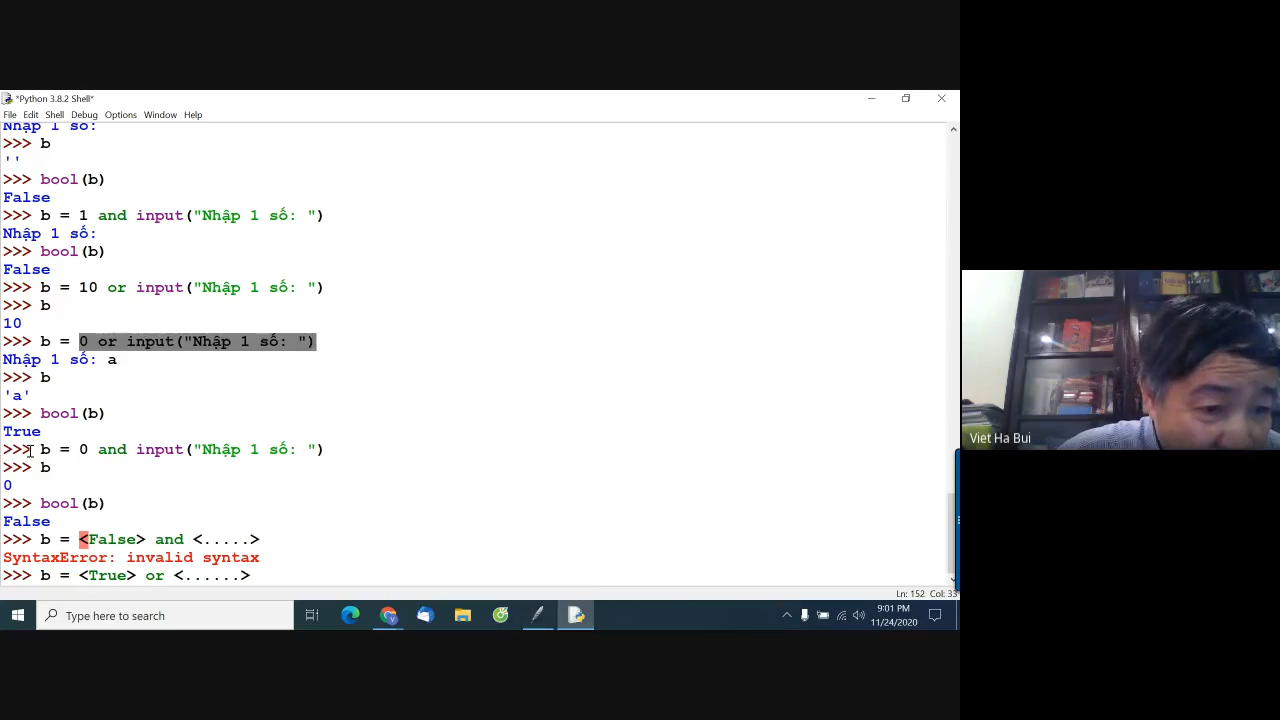 *Python 3.8.2 Shell*
File Edit Shell Debug Options Window Help
Nhập 1 số:
>>> b
''
>>> bool(b)
False
>>> b = 1 and input("Nhập 1 số: ")
Nhập 1 số:
>>> bool(b)
False
>>> b = 10 or input("Nhập 1 số: ")
>>> b
10
>>> b = 0 or input("Nhập 1 số: ")
Nhập 1 số: a
>>> b
'a'
>>> bool(b)
True
>>> b = 0 and input("Nhập 1 số: ")
>>> b
0
>>> bool(b)
False
>>> b = <False> and <.....>
SyntaxError: invalid syntax
>>> b = <True> or <......>
Ln: 152 Col: 33
Type here to search
9:01 PM
11/24/2020
Viet Ha Bui